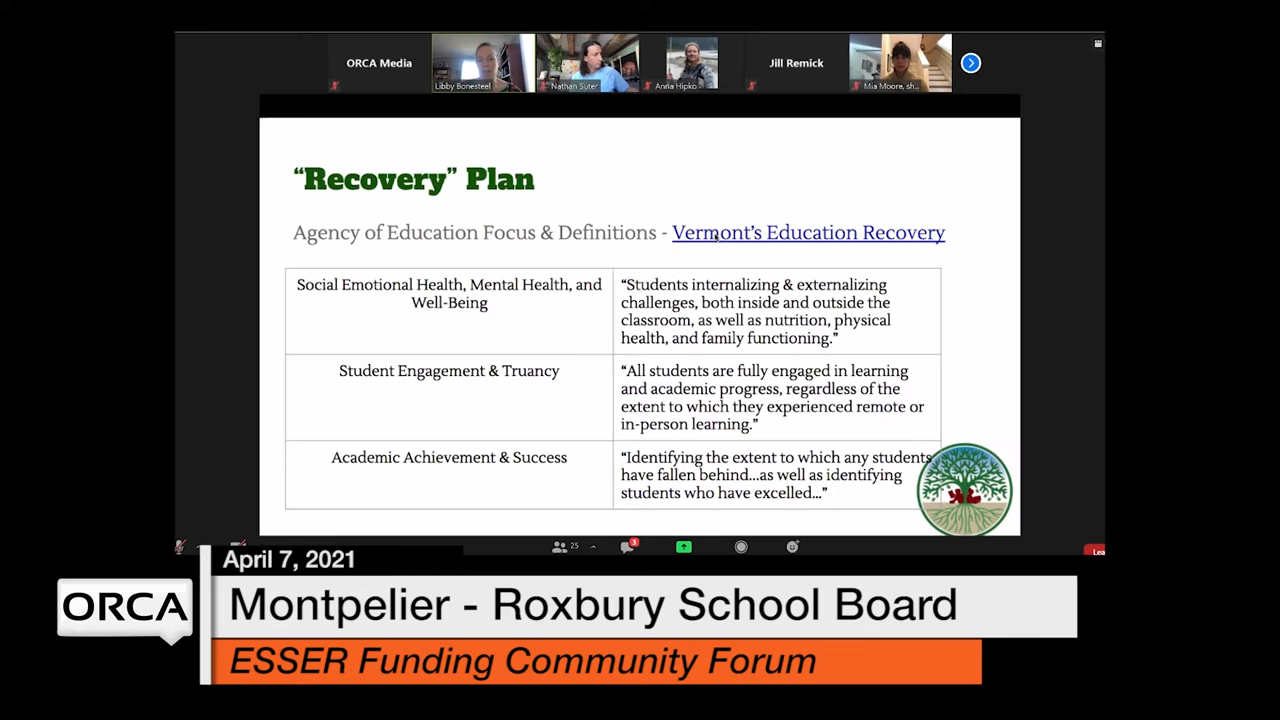 ORCA Media
Libby Bonesteel
Nathan Suter
Anna Hipko
Jill Remick
Mia Moore, sh...
“Recovery” Plan
Agency of Education Focus & Definitions - Vermont’s Education Recovery
Social Emotional Health, Mental Health, and
Well-Being
“Students internalizing & externalizing
challenges, both inside and outside the
classroom, as well as nutrition, physical
health, and family functioning.”
Student Engagement & Truancy
“All students are fully engaged in learning
and academic progress, regardless of the
extent to which they experienced remote or
in-person learning.”
Academic Achievement & Success
“Identifying the extent to which any students
have fallen behind...as well as identifying
students who have excelled...”
25
3
Lea
April 7, 2021
ORCA
Montpelier - Roxbury School Board
ESSER Funding Community Forum